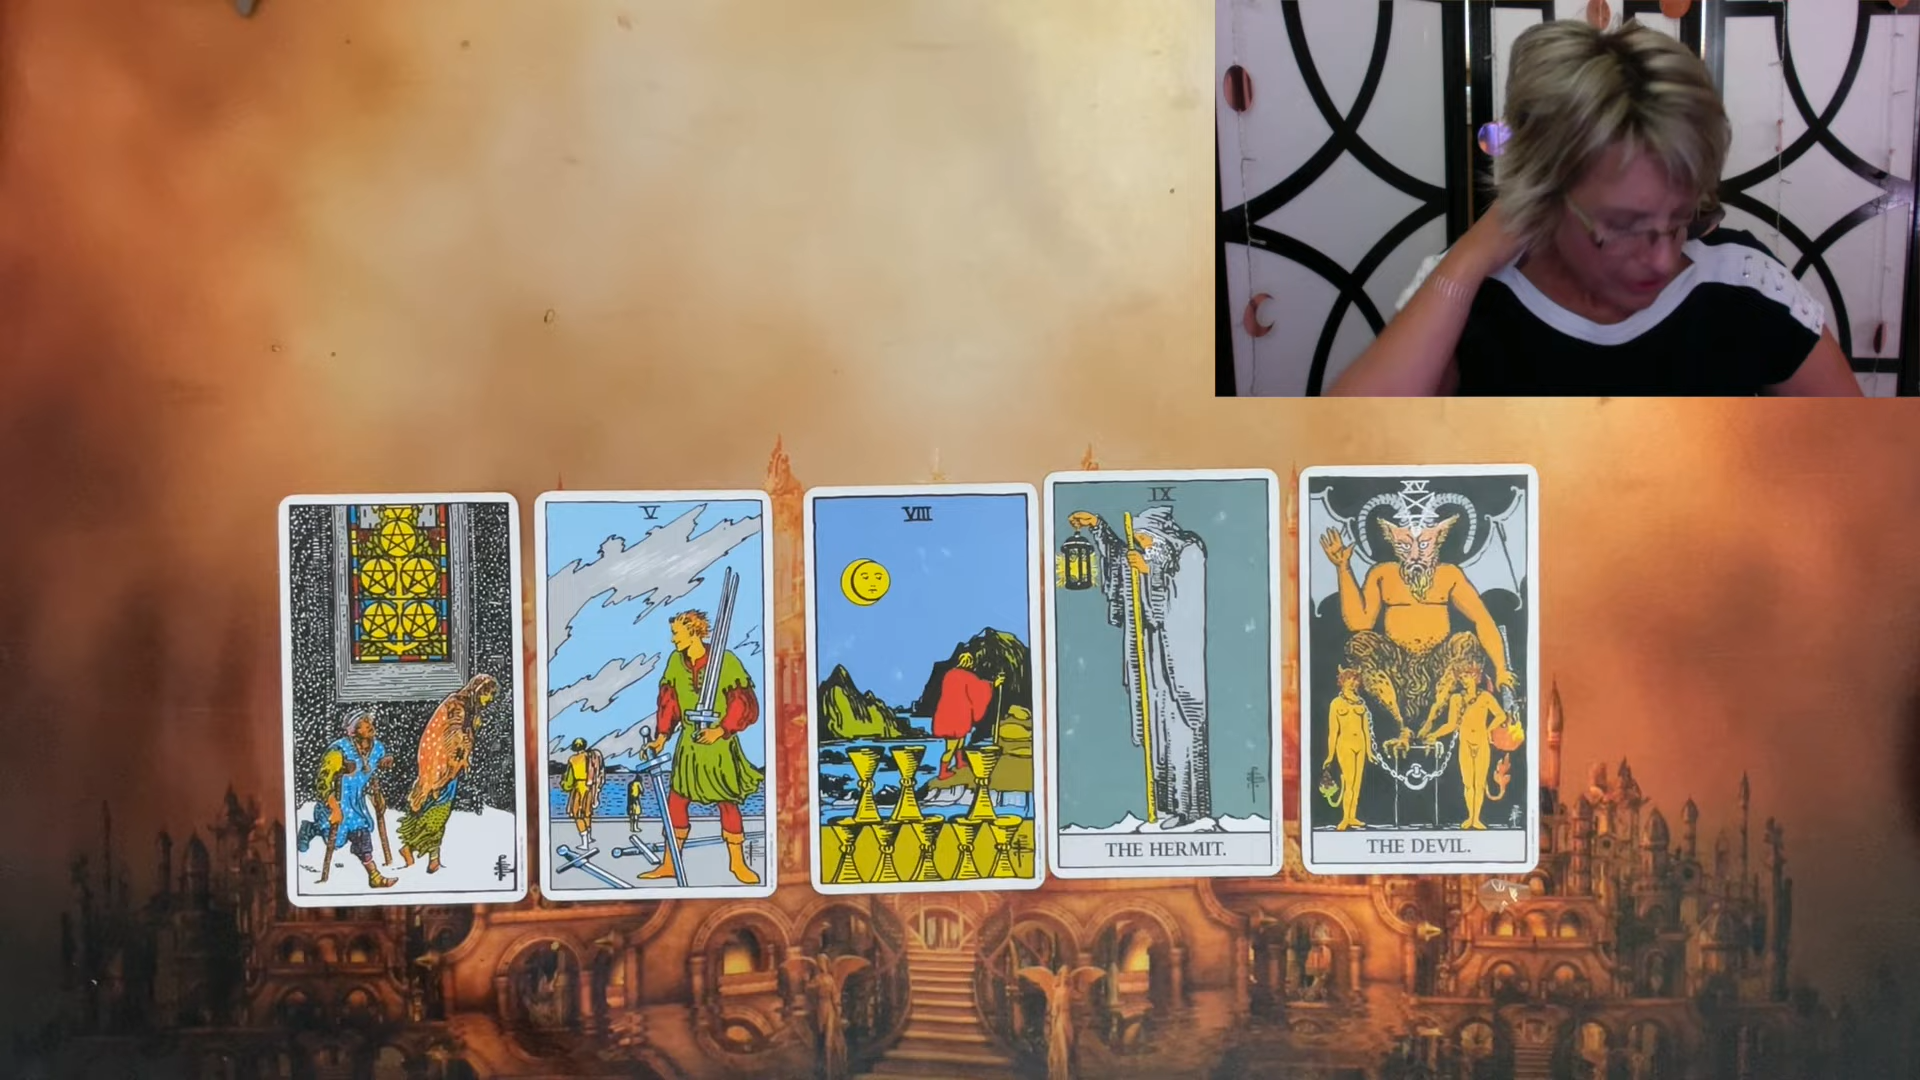 V
VIII
IX
THE HERMIT.
XV
THE DEVIL.